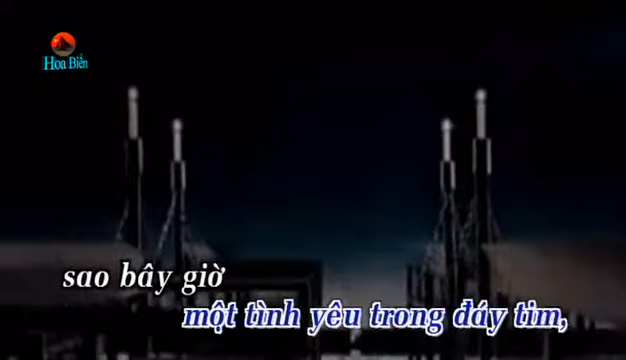 Hoa Biển
sao bây giờ
một tình yêu trong đáy tim,